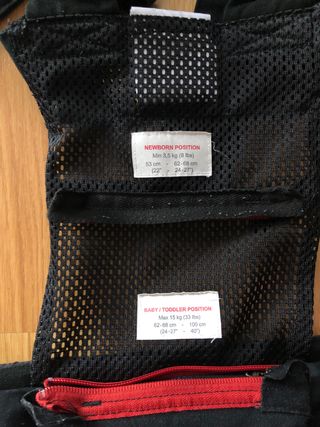 NEWBORN POSITION
Min 3,5 kg (8 lbs)
53 cm - 62-68 cm
(22" - 24-27")
BABY / TODDLER POSITION
Max 15 kg (33 lbs)
62-68 cm - 100 cm
(24-27" - 40")